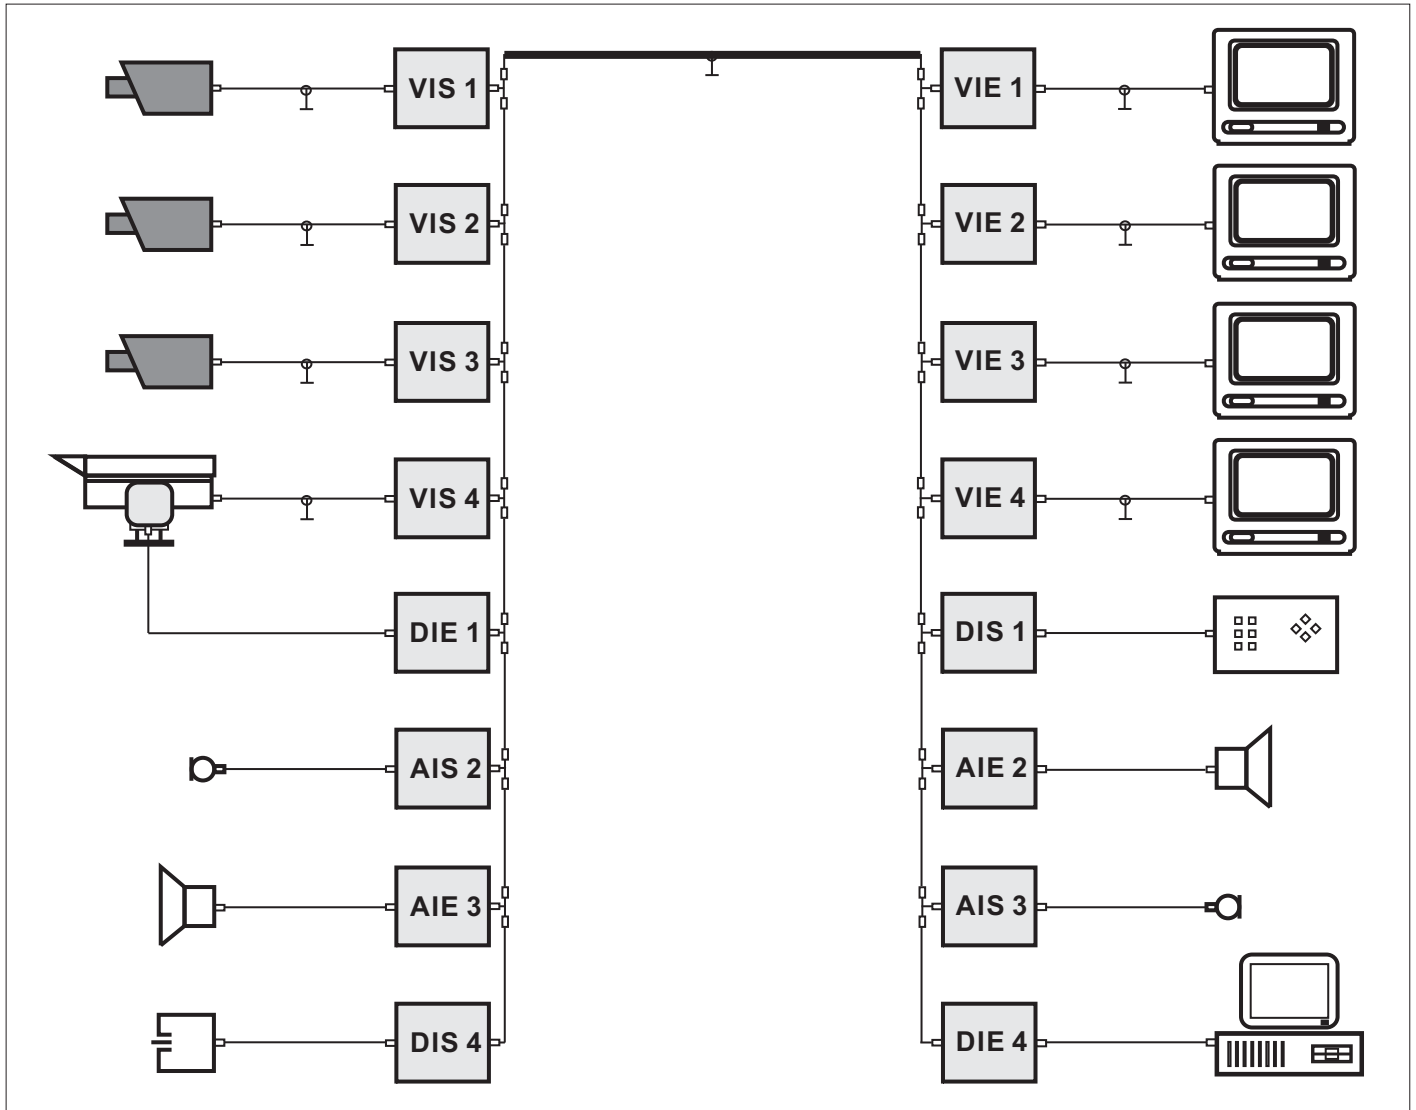 VIS 1
VIE 1
VIS 2
VIE 2
VIS 3
VIE 3
VIS 4
VIE 4
DIE 1
DIS 1
AIS 2
AIE 2
AIE 3
AIS 3
DIS 4
DIE 4